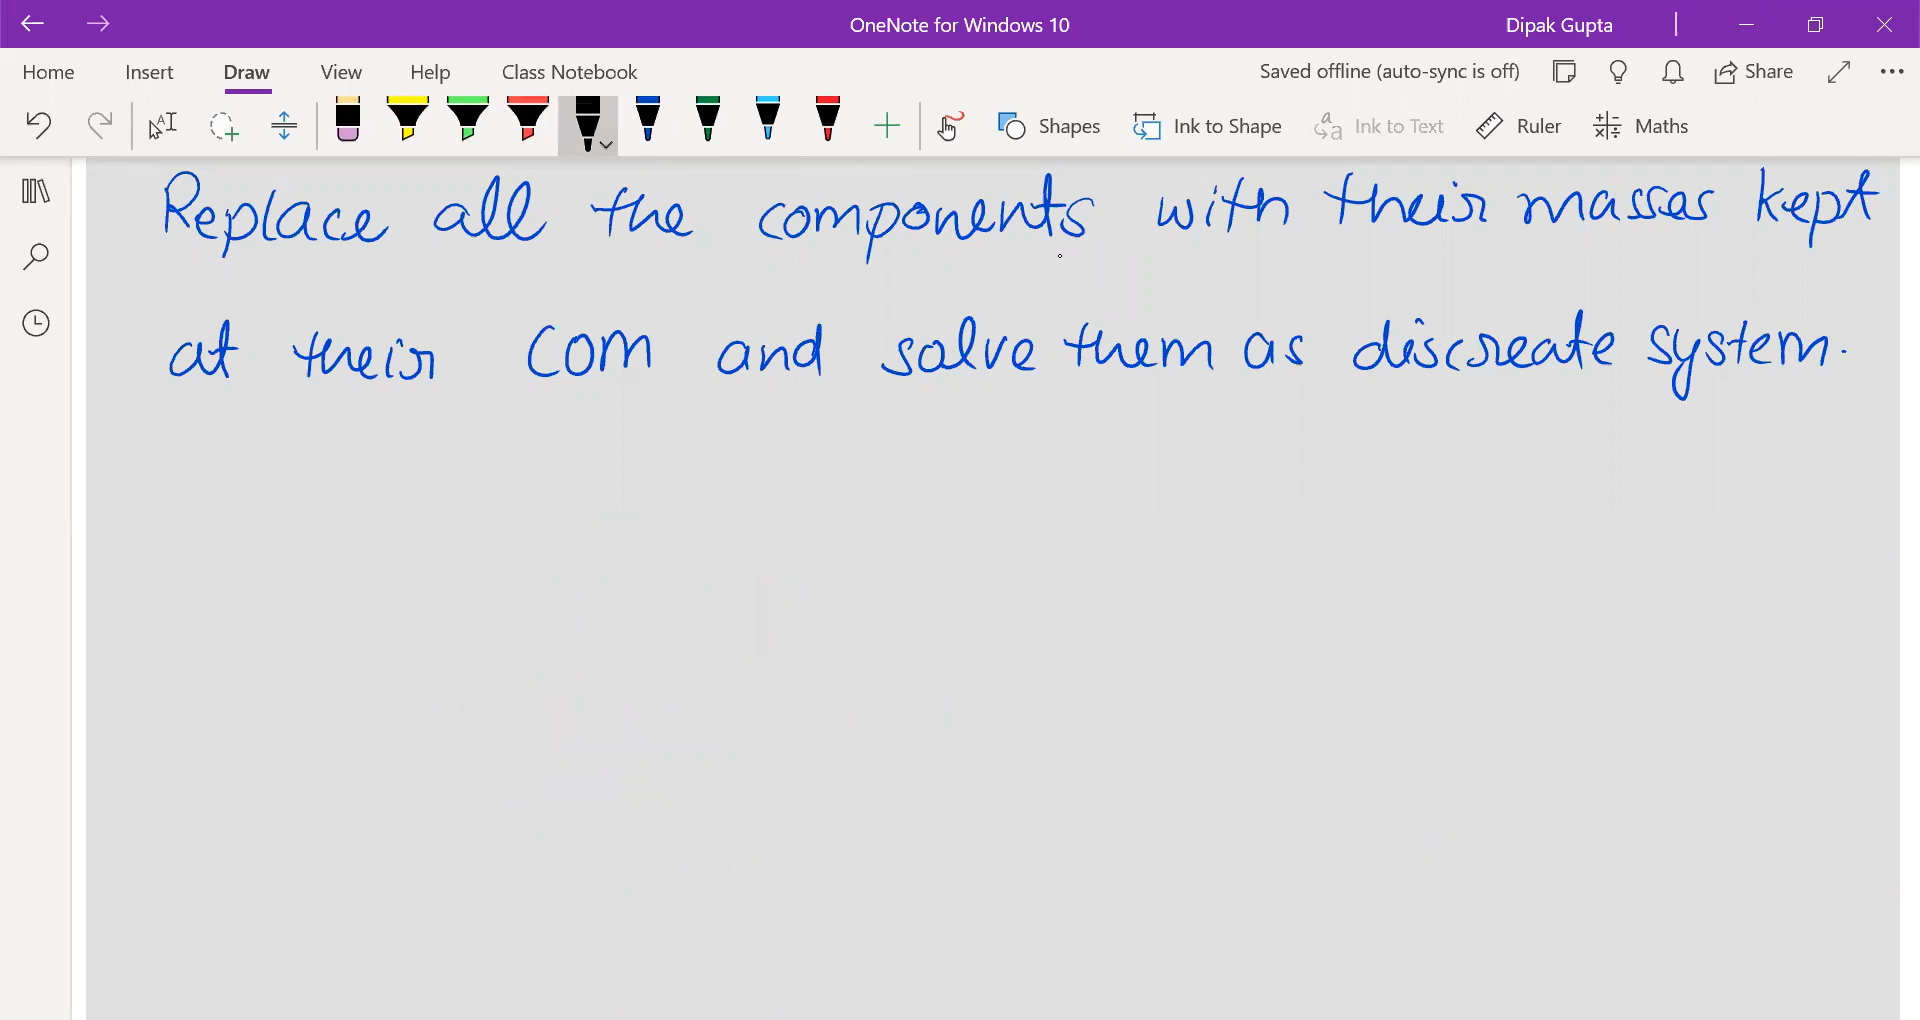 OneNote for Windows 10 Dipak Gupta
Home Insert Draw View Help Class Notebook Saved offline (auto-sync is off) Share
Shapes Ink to Shape Ink to Text Ruler Maths
Replace all the components with their masses kept
at their COM and solve them as discreate system.